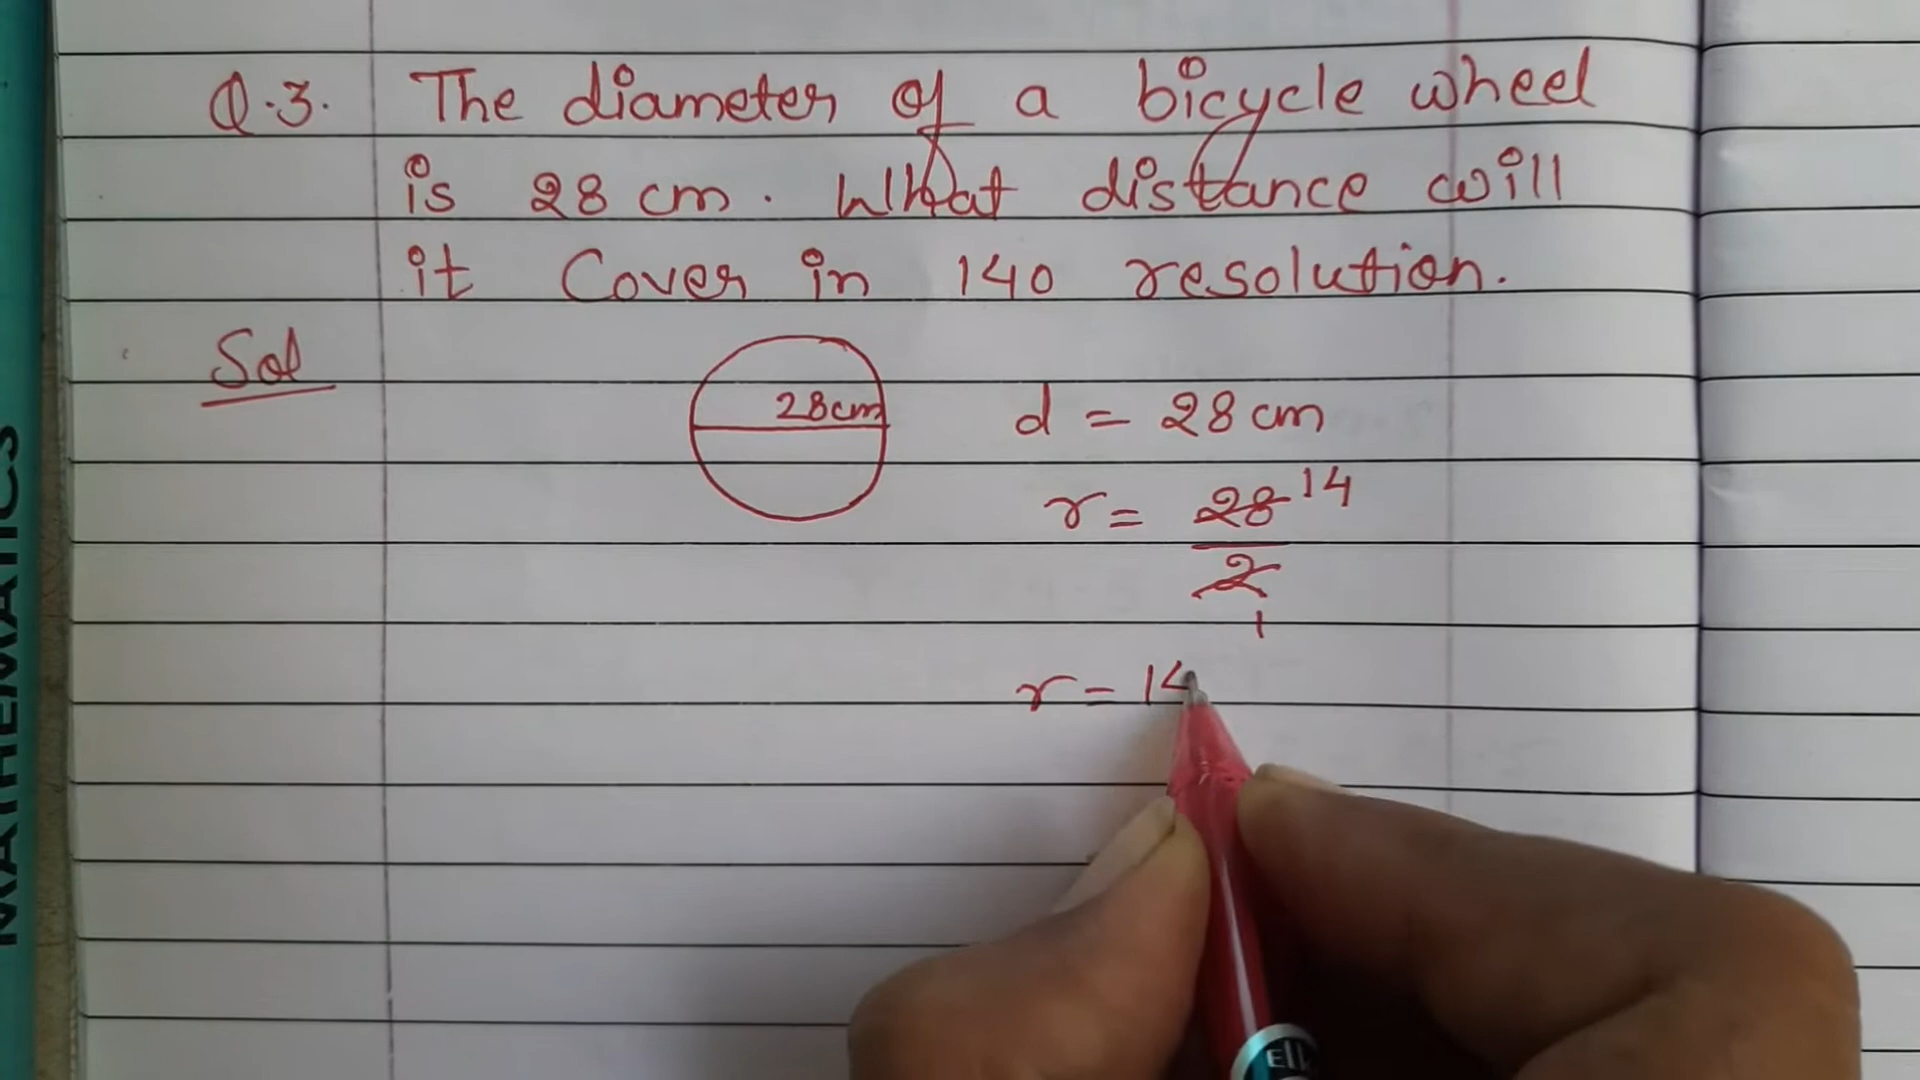 Q.3. The diameter of a bicycle wheel
is 28 cm. What distance will
it Cover in 140 resolution.
Sol
28cm
d = 28 cm
r = 28 14
2
1
r = 14
MATHEMATICS